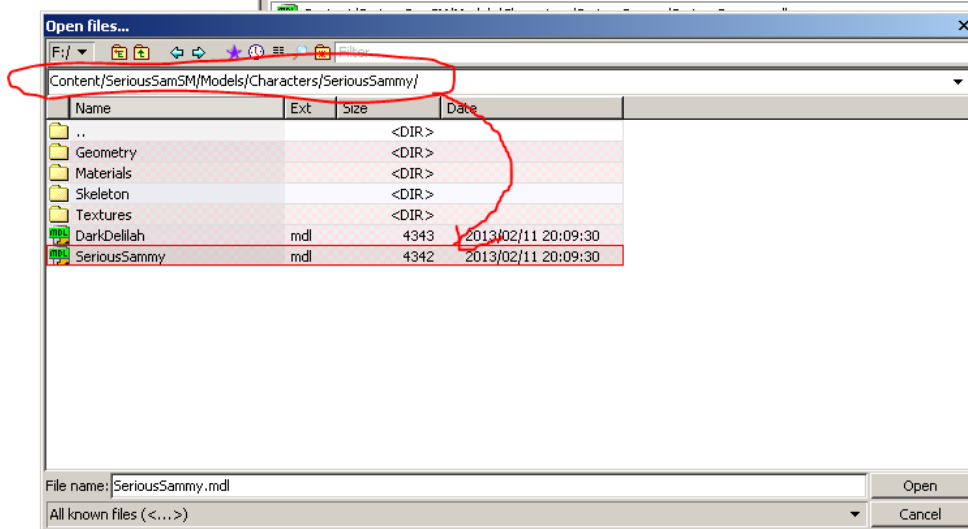 Open files...
F:/ Filter...
Content/SeriousSamSM/Models/Characters/SeriousSammy/
Name Ext Size Date
.. <DIR>
Geometry <DIR>
Materials <DIR>
Skeleton <DIR>
Textures <DIR>
MDL DarkDelilah mdl 4343 2013/02/11 20:09:30
MDL SeriousSammy mdl 4342 2013/02/11 20:09:30
File name: SeriousSammy.mdl Open
All known files (<...>) Cancel